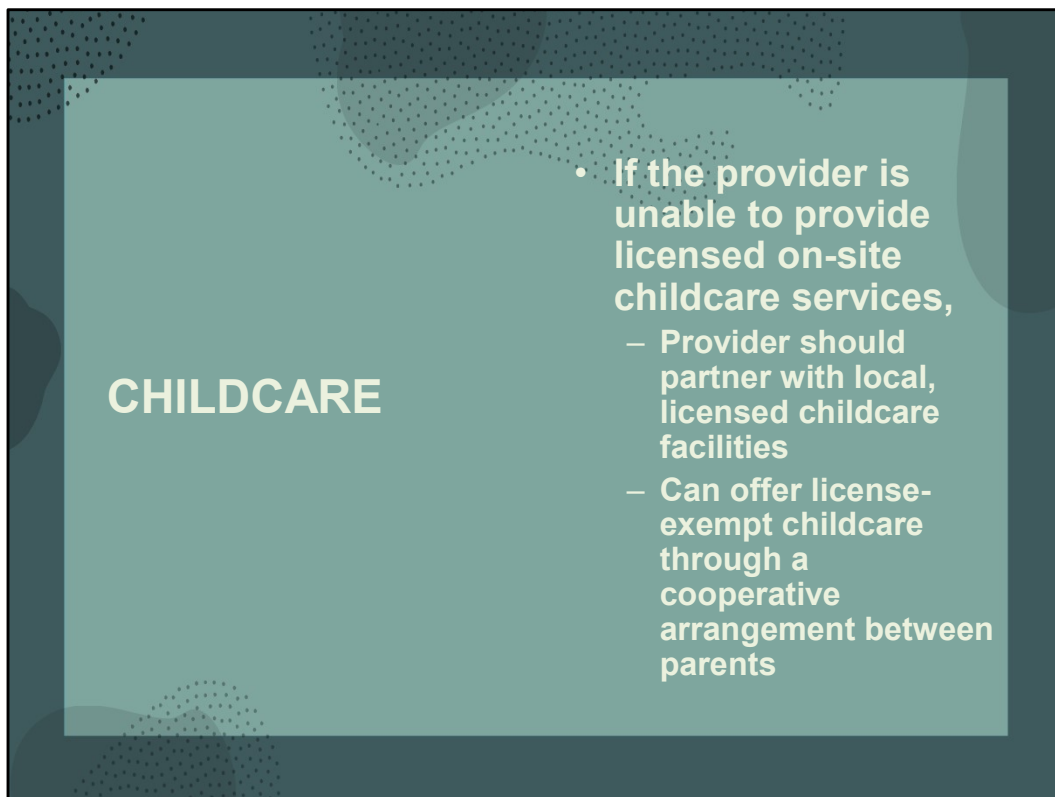 CHILDCARE
• If the provider is
unable to provide
licensed on-site
childcare services,
– Provider should
partner with local,
licensed childcare
facilities
– Can offer license-
exempt childcare
through a
cooperative
arrangement between
parents